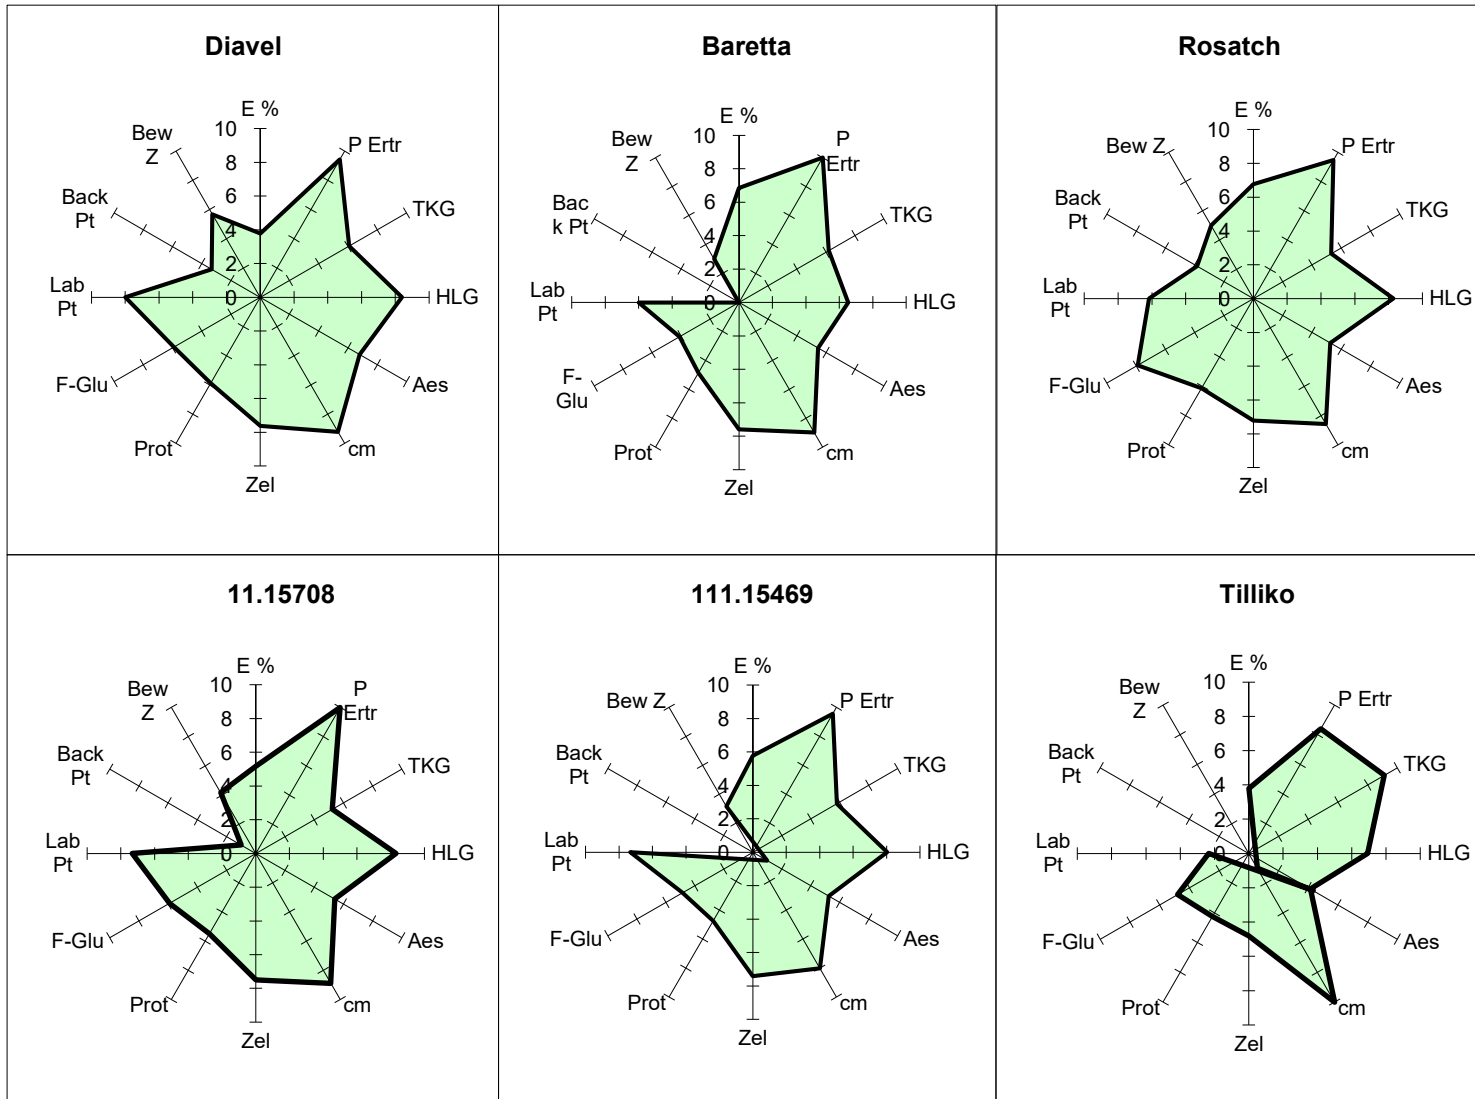 Diavel
E %
10
8
6
4
2
0
P Ertr
TKG
HLG
Aes
cm
Zel
Prot
F-Glu
Lab
Pt
Back
Pt
Bew
Z
Baretta
E %
10
8
6
4
2
0
P
Ertr
TKG
HLG
Aes
cm
Zel
Prot
F-
Glu
Lab
Pt
Bac
k Pt
Bew
Z
Rosatch
E %
10
8
6
4
2
0
P Ertr
TKG
HLG
Aes
cm
Zel
Prot
F-Glu
Lab
Pt
Back
Pt
Bew Z
11.15708
E %
10
8
6
4
2
0
P
Ertr
TKG
HLG
Aes
cm
Zel
Prot
F-Glu
Lab
Pt
Back
Pt
Bew
Z
111.15469
E %
10
8
6
4
2
0
P Ertr
TKG
HLG
Aes
cm
Zel
Prot
F-Glu
Lab
Pt
Back
Pt
Bew Z
Tilliko
E %
10
8
6
4
2
0
P Ertr
TKG
HLG
Aes
cm
Zel
Prot
F-Glu
Lab
Pt
Back
Pt
Bew
Z